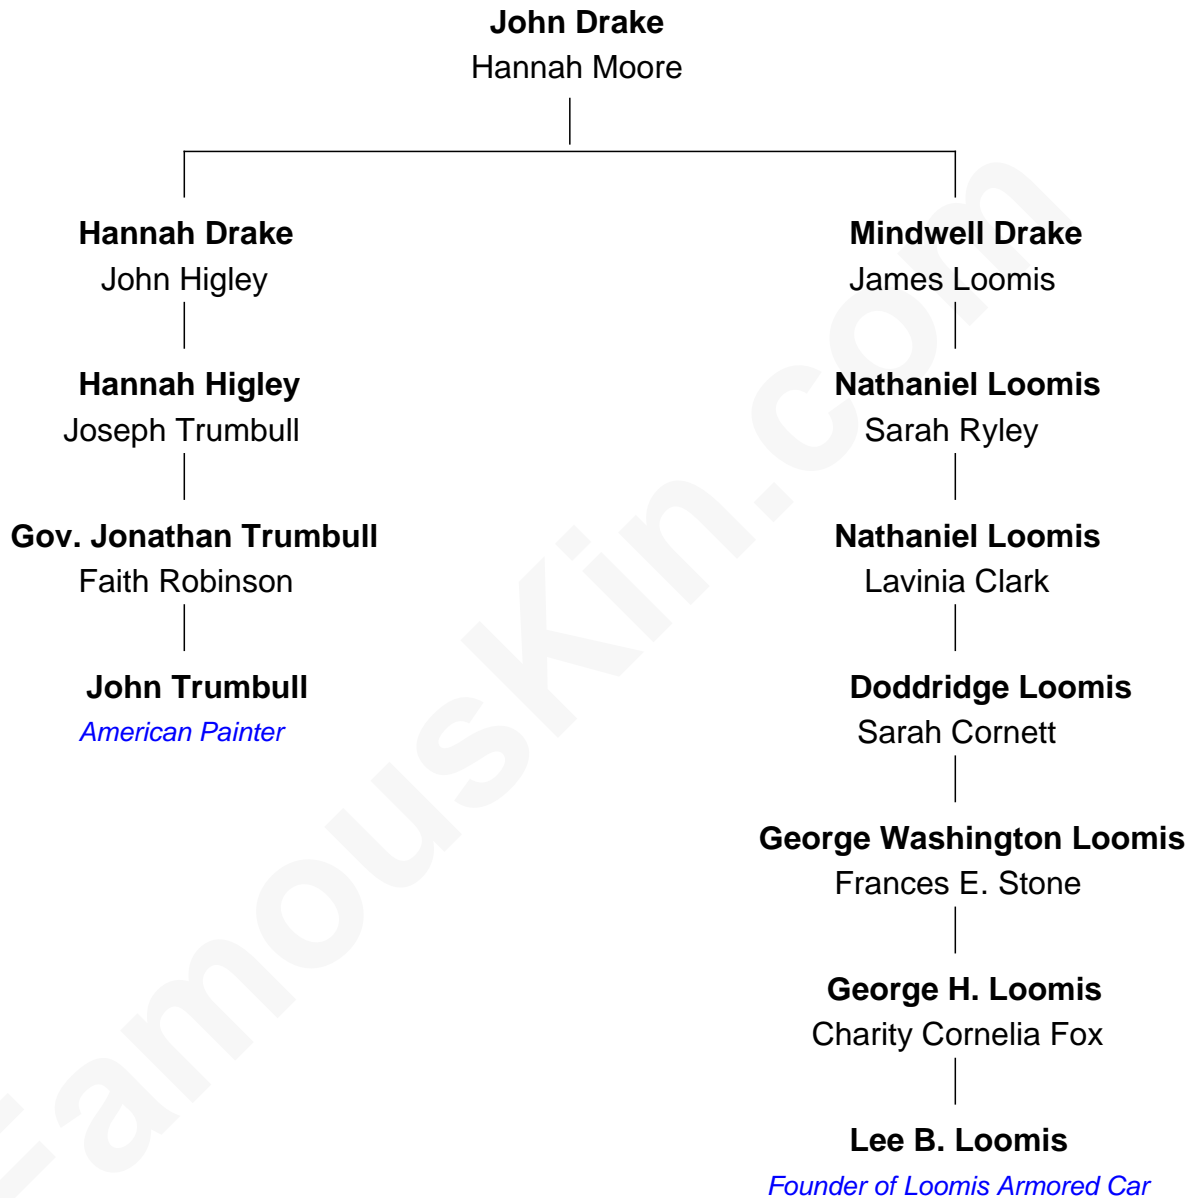 John Drake
Hannah Moore
Hannah Drake
John Higley
Hannah Higley
Joseph Trumbull
Gov. Jonathan Trumbull
Faith Robinson
John Trumbull
American Painter
Mindwell Drake
James Loomis
Nathaniel Loomis
Sarah Ryley
Nathaniel Loomis
Lavinia Clark
Doddridge Loomis
Sarah Cornett
George Washington Loomis
Frances E. Stone
George H. Loomis
Charity Cornelia Fox
Lee B. Loomis
Founder of Loomis Armored Car
FamousKin.com